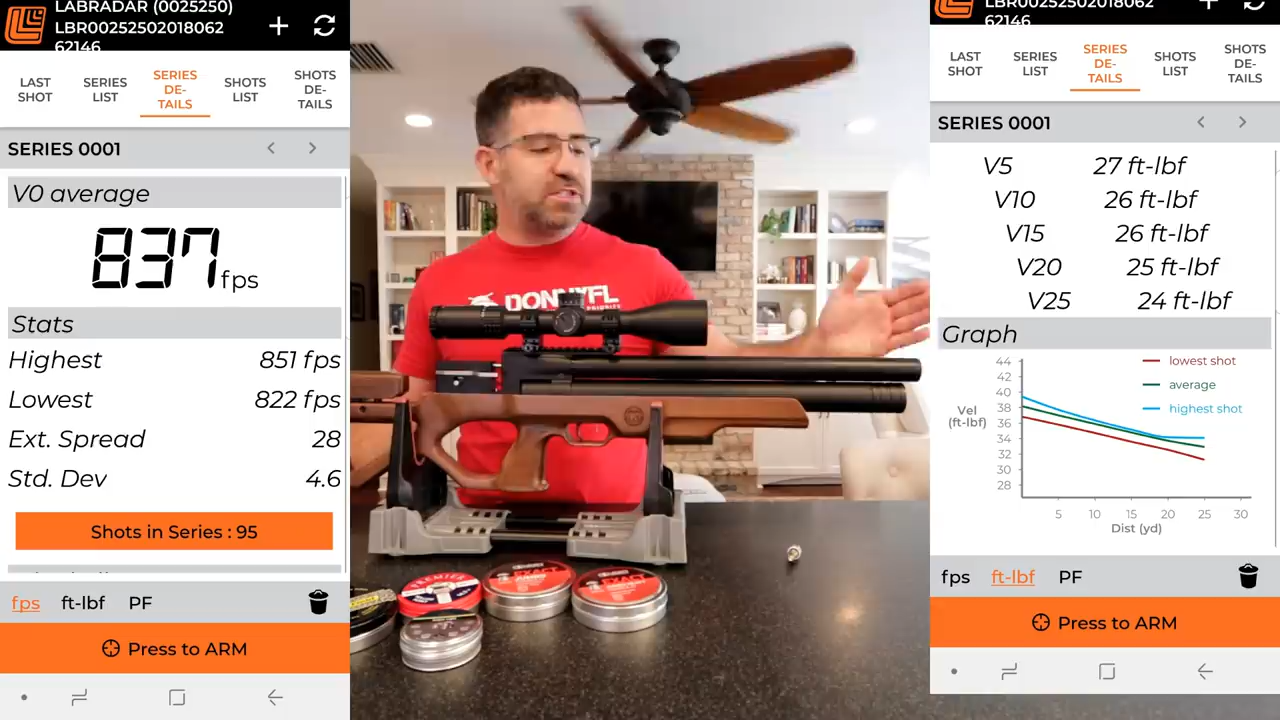 LABRADAR (0025250)
LBR00252502018062
62146
LAST SHOT
SERIES LIST
SERIES DE-TAILS
SHOTS LIST
SHOTS DE-TAILS
SERIES 0001
V0 average
837 fps
Stats
Highest 851 fps
Lowest 822 fps
Ext. Spread 28
Std. Dev 4.6
Shots in Series : 95
fps ft-lbf PF
Press to ARM
DONNYFL
PREMIER
EXACT
EXACT
LBR00252502018062
62146
LAST SHOT
SERIES LIST
SERIES DE-TAILS
SHOTS LIST
SHOTS DE-TAILS
SERIES 0001
V5 27 ft-lbf
V10 26 ft-lbf
V15 26 ft-lbf
V20 25 ft-lbf
V25 24 ft-lbf
Graph
44
42
40
38
36
34
32
30
28
Vel
(ft-lbf)
lowest shot
average
highest shot
5 10 15 20 25 30
Dist (yd)
fps ft-lbf PF
Press to ARM